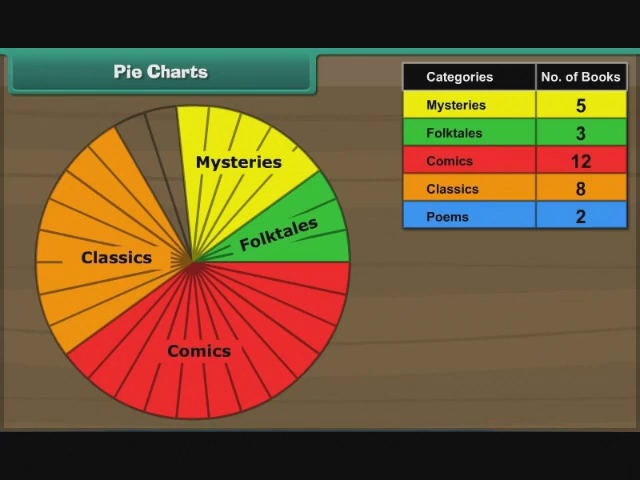 Pie Charts
Categories No. of Books
Mysteries 5
Folktales 3
Comics 12
Classics 8
Poems 2
Mysteries
Folktales
Classics
Comics